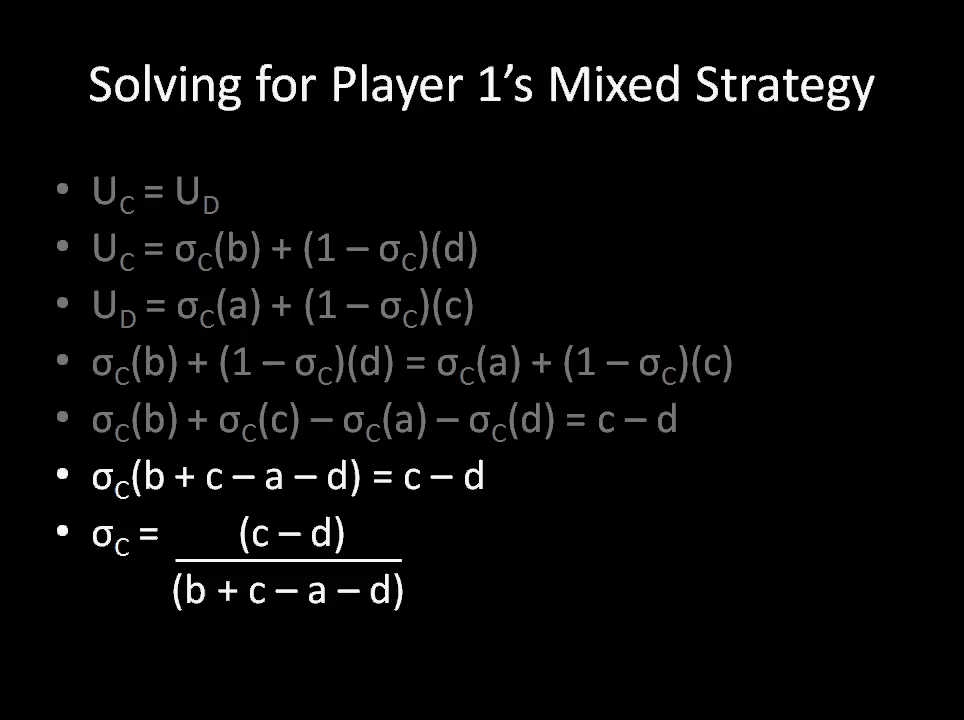 Solving for Player 1's Mixed Strategy
• U_C = U_D
• U_C = σ_C(b) + (1 – σ_C)(d)
• U_D = σ_C(a) + (1 – σ_C)(c)
• σ_C(b) + (1 – σ_C)(d) = σ_C(a) + (1 – σ_C)(c)
• σ_C(b) + σ_C(c) – σ_C(a) – σ_C(d) = c – d
• σ_C(b + c – a – d) = c – d
• σ_C = (c – d)
(b + c – a – d)